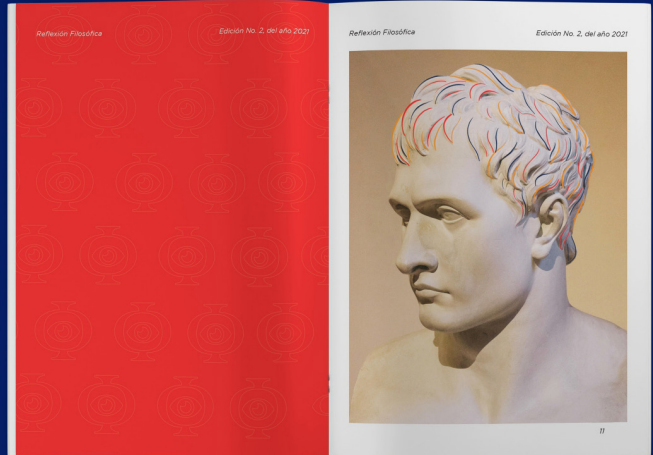 Reflexión Filosófica
Edición No. 2, del año 2021
Reflexión Filosófica
Edición No. 2, del año 2021
11